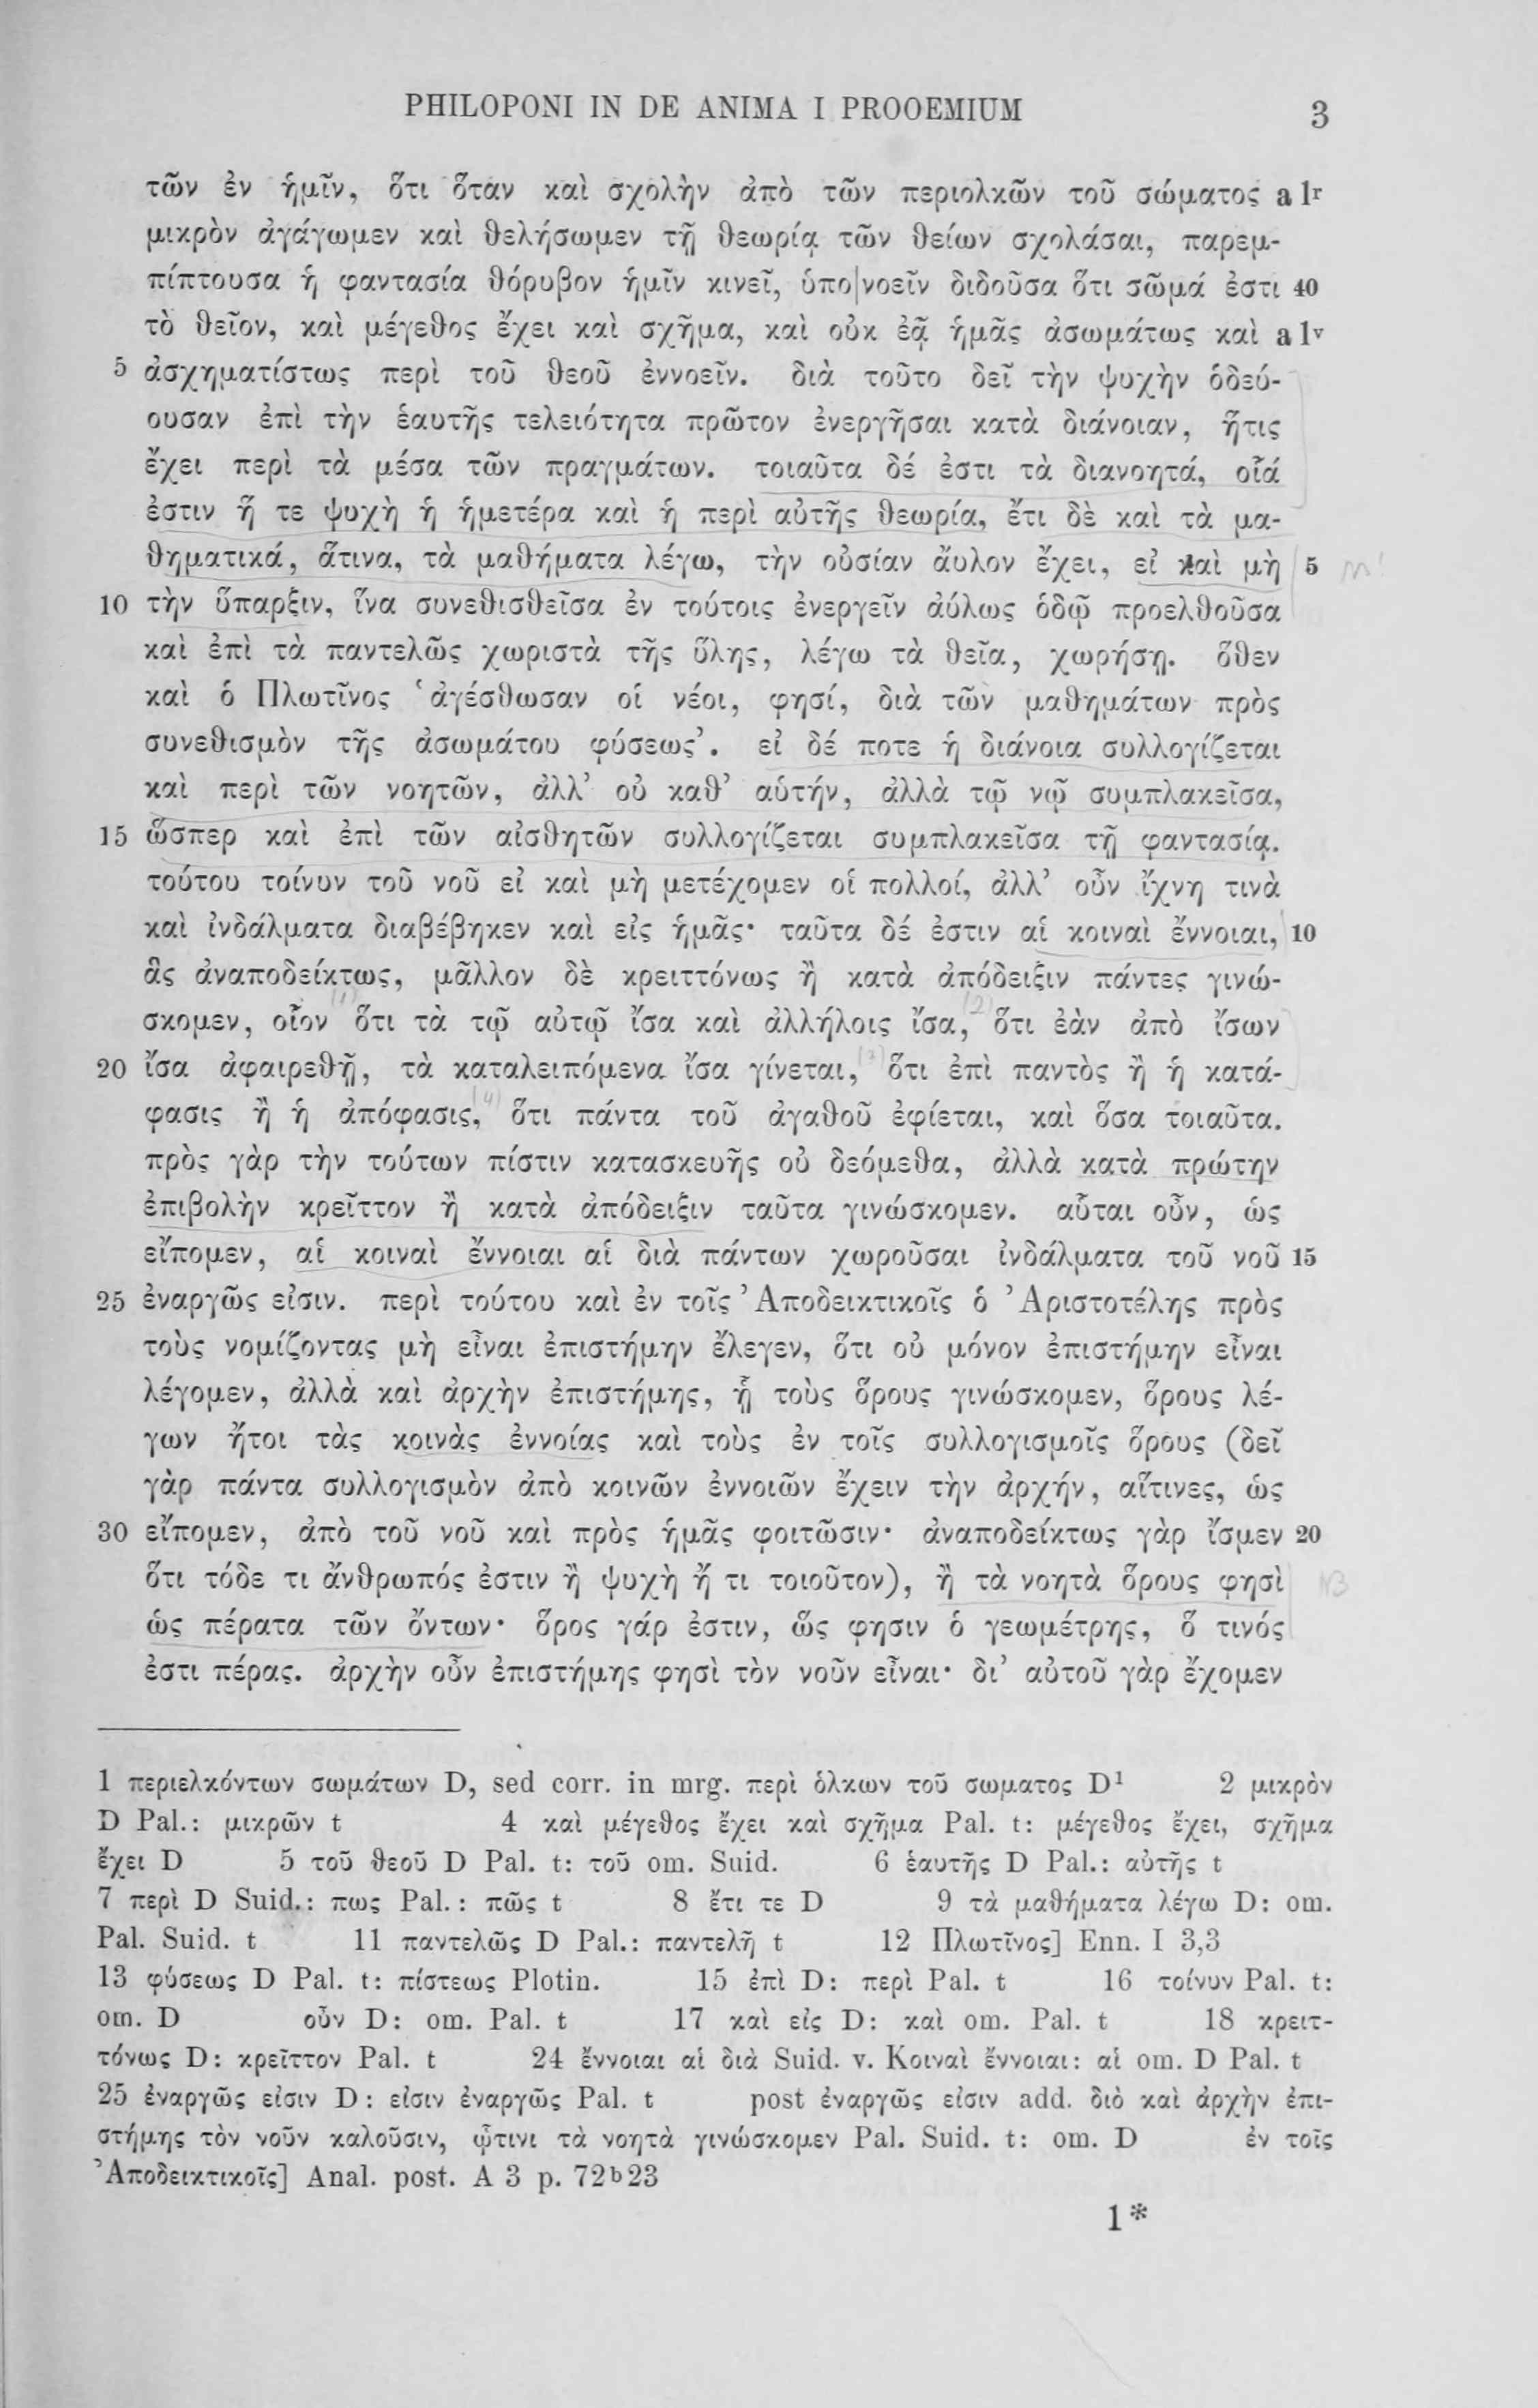 PHILOPONI IN DE ANIMA I PROOEMIUM 3
τῶν ἐν ἡμῖν, ὅτι ὅταν καὶ σχολὴν ἀπὸ τῶν περιολκῶν τοῦ σώματος a 1r
μικρὸν ἀγάγωμεν καὶ θελήσωμεν τῇ θεωρίᾳ τῶν θείων σχολάσαι, παρεμ-
πίπτουσα ἡ φαντασία θόρυβον ἡμῖν κινεῖ, ὑπο|νοεῖν διδοῦσα ὅτι σῶμά ἐστι 40
τὸ θεῖον, καὶ μέγεθος ἔχει καὶ σχῆμα, καὶ οὐκ ἐᾷ ἡμᾶς ἀσωμάτως καὶ a 1v
5 ἀσχηματίστως περὶ τοῦ θεοῦ ἐννοεῖν. διὰ τοῦτο δεῖ τὴν ψυχὴν ὁδεύ-
ουσαν ἐπὶ τὴν ἑαυτῆς τελειότητα πρῶτον ἐνεργῆσαι κατὰ διάνοιαν, ἥτις
ἔχει περὶ τὰ μέσα τῶν πραγμάτων. τοιαῦτα δέ ἐστι τὰ διανοητά, οἷά
ἐστιν ἥ τε ψυχὴ ἡ ἡμετέρα καὶ ἡ περὶ αὐτῆς θεωρία, ἔτι δὲ καὶ τὰ μα-
θηματικά, ἅτινα, τὰ μαθήματα λέγω, τὴν οὐσίαν ἄυλον ἔχει, εἰ καὶ μὴ 5
10 τὴν ὕπαρξιν, ἵνα συνεθισθεῖσα ἐν τούτοις ἐνεργεῖν ἀύλως ὁδῷ προελθοῦσα
καὶ ἐπὶ τὰ παντελῶς χωριστὰ τῆς ὕλης, λέγω τὰ θεῖα, χωρήσῃ. ὅθεν
καὶ ὁ Πλωτῖνος ‘ἀγέσθωσαν οἱ νέοι, φησί, διὰ τῶν μαθημάτων πρὸς
συνεθισμὸν τῆς ἀσωμάτου φύσεως’. εἰ δέ ποτε ἡ διάνοια συλλογίζεται
καὶ περὶ τῶν νοητῶν, ἀλλ’ οὐ καθ’ αὑτήν, ἀλλὰ τῷ νῷ συμπλακεῖσα,
15 ὥσπερ καὶ ἐπὶ τῶν αἰσθητῶν συλλογίζεται συμπλακεῖσα τῇ φαντασίᾳ.
τούτου τοίνυν τοῦ νοῦ εἰ καὶ μὴ μετέχομεν οἱ πολλοί, ἀλλ’ οὖν ἴχνη τινὰ
καὶ ἰνδάλματα διαβέβηκεν καὶ εἰς ἡμᾶς· ταῦτα δέ ἐστιν αἱ κοιναὶ ἔννοιαι, 10
ἃς ἀναποδείκτως, μᾶλλον δὲ κρειττόνως ἢ κατὰ ἀπόδειξιν πάντες γινώ-
σκομεν, οἷον ὅτι τὰ τῷ αὐτῷ ἴσα καὶ ἀλλήλοις ἴσα, ὅτι ἐὰν ἀπὸ ἴσων
20 ἴσα ἀφαιρεθῇ, τὰ καταλειπόμενα ἴσα γίνεται, ὅτι ἐπὶ παντὸς ἢ ἡ κατά-
φασις ἢ ἡ ἀπόφασις, ὅτι πάντα τοῦ ἀγαθοῦ ἐφίεται, καὶ ὅσα τοιαῦτα.
πρὸς γὰρ τὴν τούτων πίστιν κατασκευῆς οὐ δεόμεθα, ἀλλὰ κατὰ πρώτην
ἐπιβολὴν κρεῖττον ἢ κατὰ ἀπόδειξιν ταῦτα γινώσκομεν. αὗται οὖν, ὡς
εἴπομεν, αἱ κοιναὶ ἔννοιαι αἱ διὰ πάντων χωροῦσαι ἰνδάλματα τοῦ νοῦ 15
25 ἐναργῶς εἰσιν. περὶ τούτου καὶ ἐν τοῖς Ἀποδεικτικοῖς ὁ Ἀριστοτέλης πρὸς
τοὺς νομίζοντας μὴ εἶναι ἐπιστήμην ἔλεγεν, ὅτι οὐ μόνον ἐπιστήμην εἶναι
λέγομεν, ἀλλὰ καὶ ἀρχὴν ἐπιστήμης, ᾗ τοὺς ὅρους γινώσκομεν, ὅρους λέ-
γων ἤτοι τὰς κοινὰς ἐννοίας καὶ τοὺς ἐν τοῖς συλλογισμοῖς ὅρους (δεῖ
γὰρ πάντα συλλογισμὸν ἀπὸ κοινῶν ἐννοιῶν ἔχειν τὴν ἀρχήν, αἵτινες, ὡς
30 εἴπομεν, ἀπὸ τοῦ νοῦ καὶ πρὸς ἡμᾶς φοιτῶσιν· ἀναποδείκτως γὰρ ἴσμεν 20
ὅτι τόδε τι ἄνθρωπός ἐστιν ἢ ψυχὴ ἤ τι τοιοῦτον), ἢ τὰ νοητὰ ὅρους φησὶ
ὡς πέρατα τῶν ὄντων· ὅρος γάρ ἐστιν, ὥς φησιν ὁ γεωμέτρης, ὅ τινός
ἐστι πέρας. ἀρχὴν οὖν ἐπιστήμης φησὶ τὸν νοῦν εἶναι· δι’ αὐτοῦ γὰρ ἔχομεν
1 περιελκόντων σωμάτων D, sed corr. in mrg. περὶ ὁλκων τοῦ σωματος D¹ 2 μικρὸν
D Pal.: μικρῶν t 4 καὶ μέγεθος ἔχει καὶ σχῆμα Pal. t: μέγεθος ἔχει, σχῆμα
ἔχει D 5 τοῦ θεοῦ D Pal. t: τοῦ om. Suid. 6 ἑαυτῆς D Pal.: αὐτῆς t
7 περὶ D Suid.: πως Pal.: πῶς t 8 ἔτι τε D 9 τὰ μαθήματα λέγω D: om.
Pal. Suid. t 11 παντελῶς D Pal.: παντελῆ t 12 Πλωτῖνος] Enn. I 3,3
13 φύσεως D Pal. t: πίστεως Plotin. 15 ἐπὶ D: περὶ Pal. t 16 τοίνυν Pal. t:
om. D οὖν D: om. Pal. t 17 καὶ εἰς D: καὶ om. Pal. t 18 κρειτ-
τόνως D: κρεῖττον Pal. t 24 ἔννοιαι αἱ διὰ Suid. v. Κοιναὶ ἔννοιαι: αἱ om. D Pal. t
25 ἐναργῶς εἰσιν D: εἰσιν ἐναργῶς Pal. t post ἐναργῶς εἰσιν add. διὸ καὶ ἀρχὴν ἐπι-
στήμης τὸν νοῦν καλοῦσιν, ᾧτινι τὰ νοητὰ γινώσκομεν Pal. Suid. t: om. D ἐν τοῖς
Ἀποδεικτικοῖς] Anal. post. A 3 p. 72b23
1*